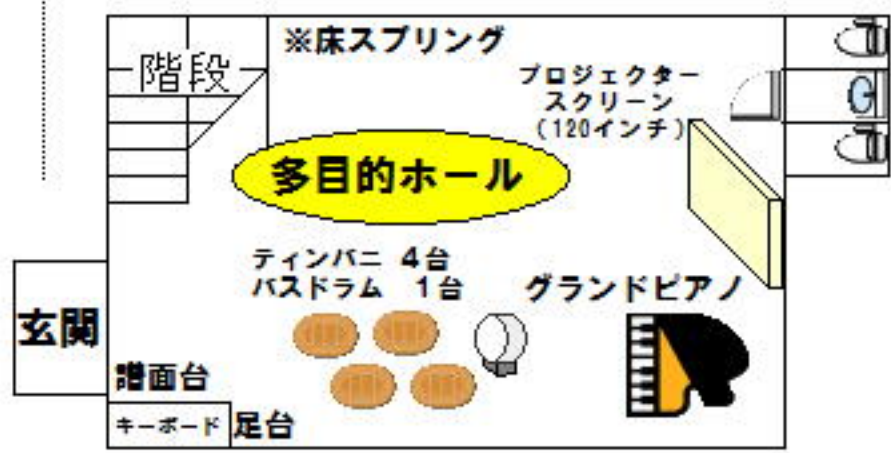 ※床スプリング
階段
プロジェクター
スクリーン
(120インチ)
多目的ホール
ティンパニ 4台
バスドラム 1台
グランドピアノ
玄関
譜面台
キーボード
足台